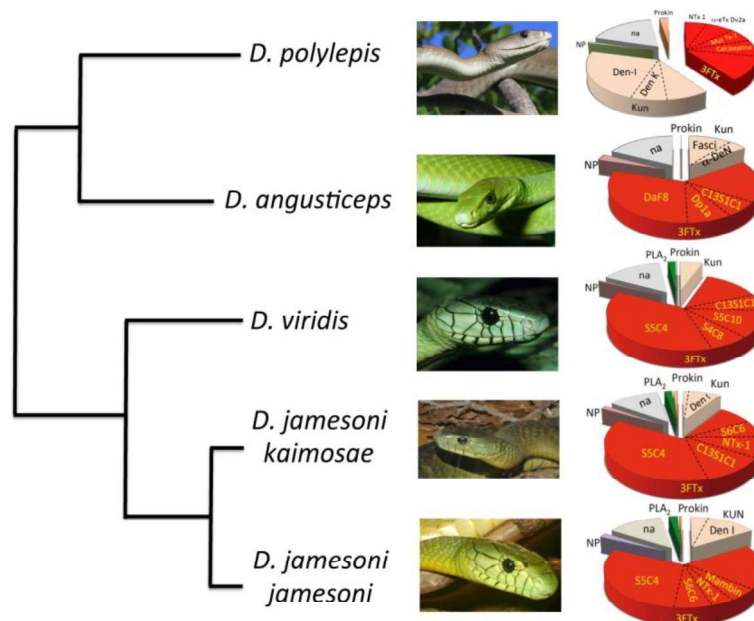 D. polylepis
Prokin
NTx 1
α-eTx Dv2a
NP
na
Calciseptine
3FTx
Den-I
Den K
Kun
D. angusticeps
Prokin
Kun
na
Fasci
α-DeN
NP
DaF8
Dp1a
C13S1C1
3FTx
D. viridis
PLA2
Prokin
Kun
na
NP
C13S1C1
S5C10
S4C8
S5C4
3FTx
D. jamesoni
kaimosae
PLA2
Prokin
Kun
na
Den I
NP
S6C6
NTx-1
C13S1C1
S5C4
3FTx
D. jamesoni
jamesoni
PLA2
Prokin
KUN
na
Den I
NP
S5C4
S6C6
NTx-1
Mambin
3FTx